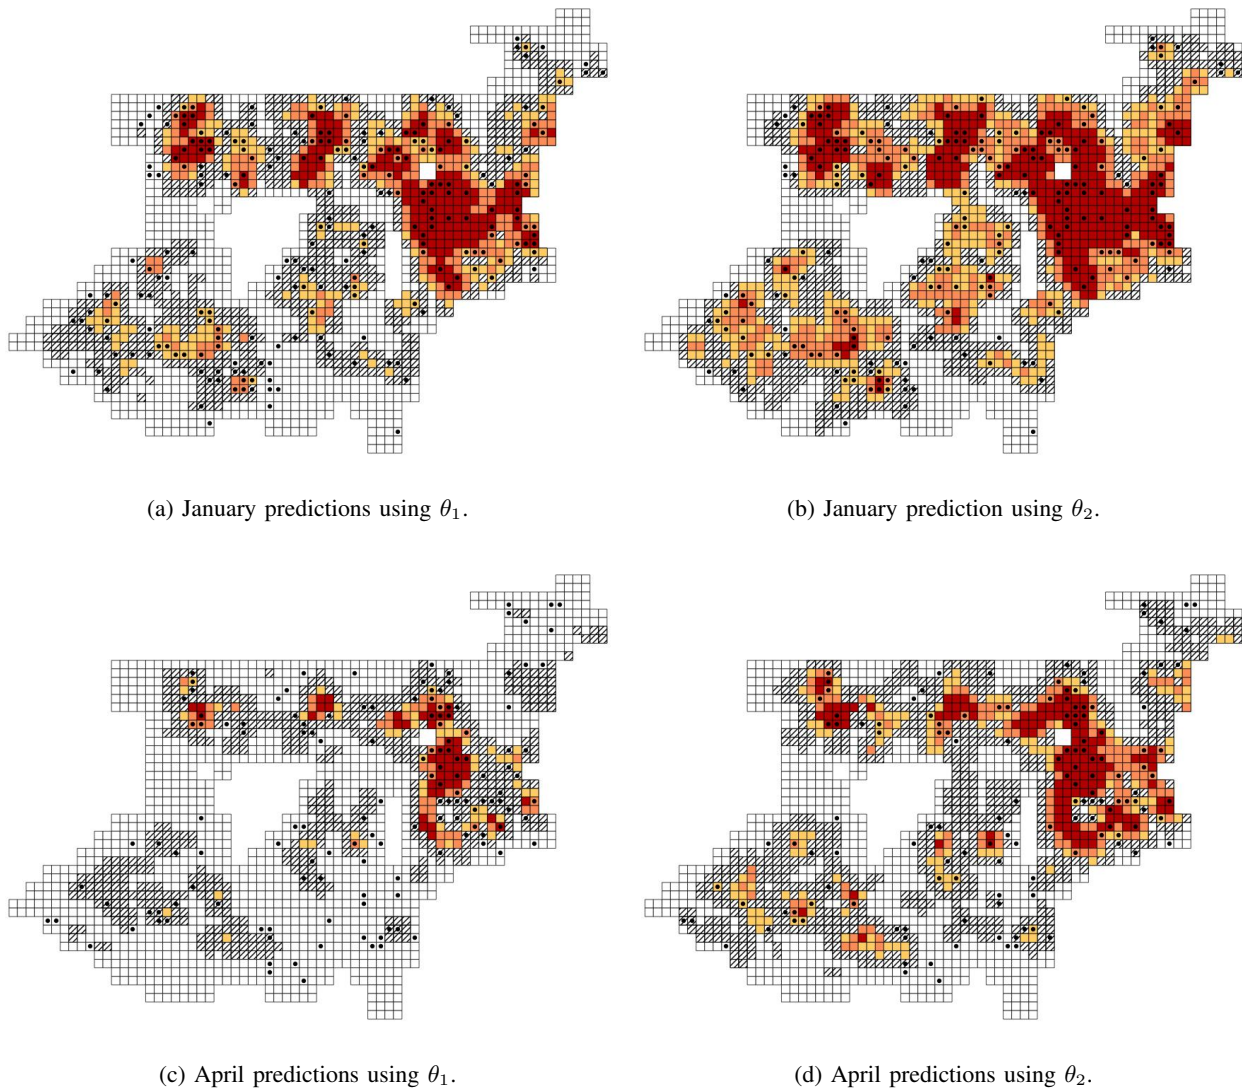 (a) January predictions using θ₁.
(b) January prediction using θ₂.
(c) April predictions using θ₁.
(d) April predictions using θ₂.